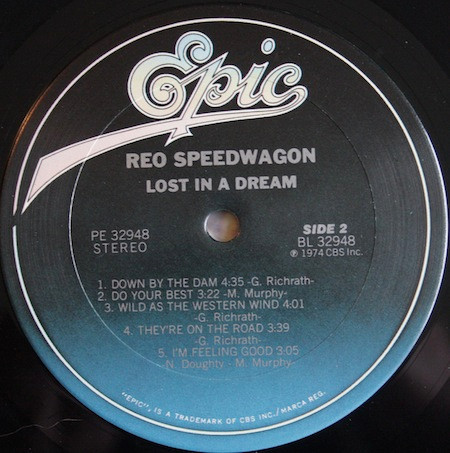 Epic
REO SPEEDWAGON
LOST IN A DREAM
PE 32948
STEREO
SIDE 2
BL 32948
℗ 1974 CBS Inc.
1. DOWN BY THE DAM 4:35 -G. Richrath-
2. DO YOUR BEST 3:22 -M. Murphy-
3. WILD AS THE WESTERN WIND 4:01
-G. Richrath-
4. THEY'RE ON THE ROAD 3:39
-G. Richrath-
5. I'M FEELING GOOD 3:05
N. Doughty - M. Murphy-
"EPIC", IS A TRADEMARK OF CBS INC./MARCA REG.